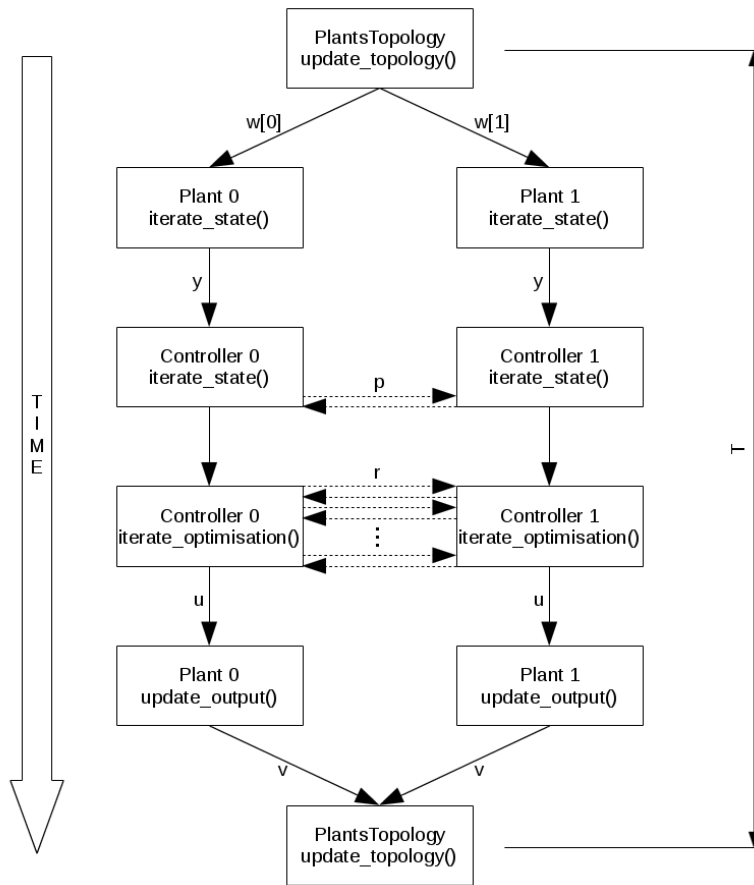 PlantsTopology
update_topology()
w[0]
w[1]
Plant 0
iterate_state()
Plant 1
iterate_state()
y
y
Controller 0
iterate_state()
Controller 1
iterate_state()
p
T
I
M
E
T
r
Controller 0
iterate_optimisation()
Controller 1
iterate_optimisation()
⋮
u
u
Plant 0
update_output()
Plant 1
update_output()
v
v
PlantsTopology
update_topology()